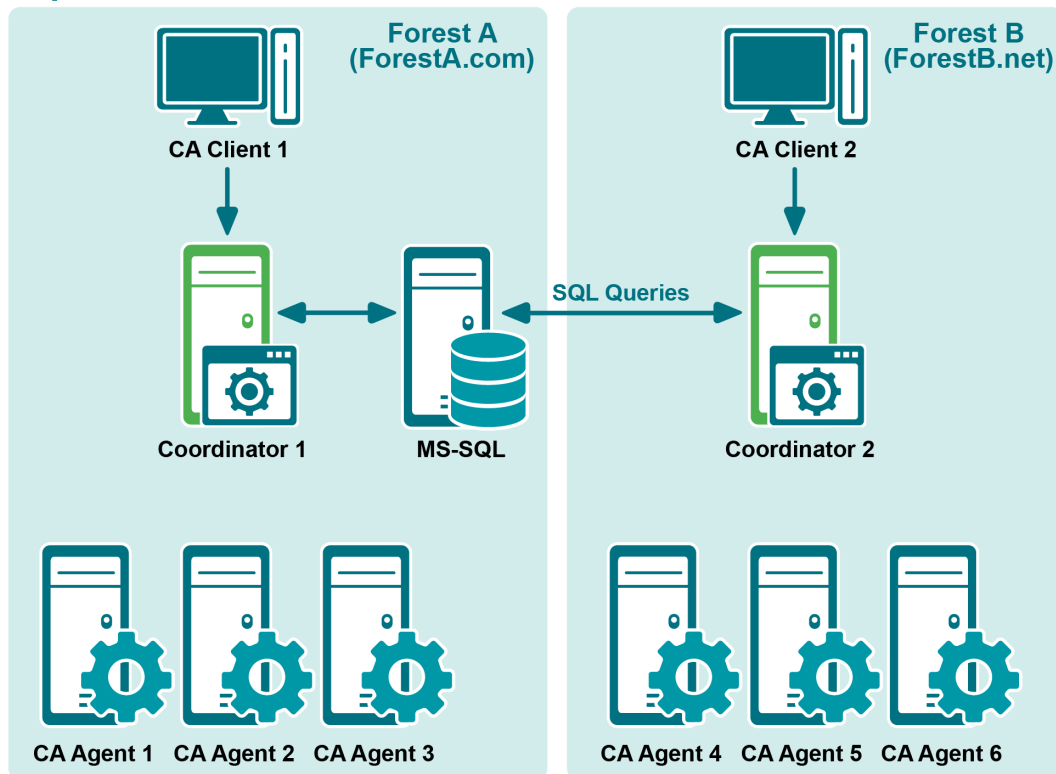 Forest A
(ForestA.com)
CA Client 1
Coordinator 1
MS-SQL
CA Agent 1
CA Agent 2
CA Agent 3
SQL Queries
Forest B
(ForestB.net)
CA Client 2
Coordinator 2
CA Agent 4
CA Agent 5
CA Agent 6